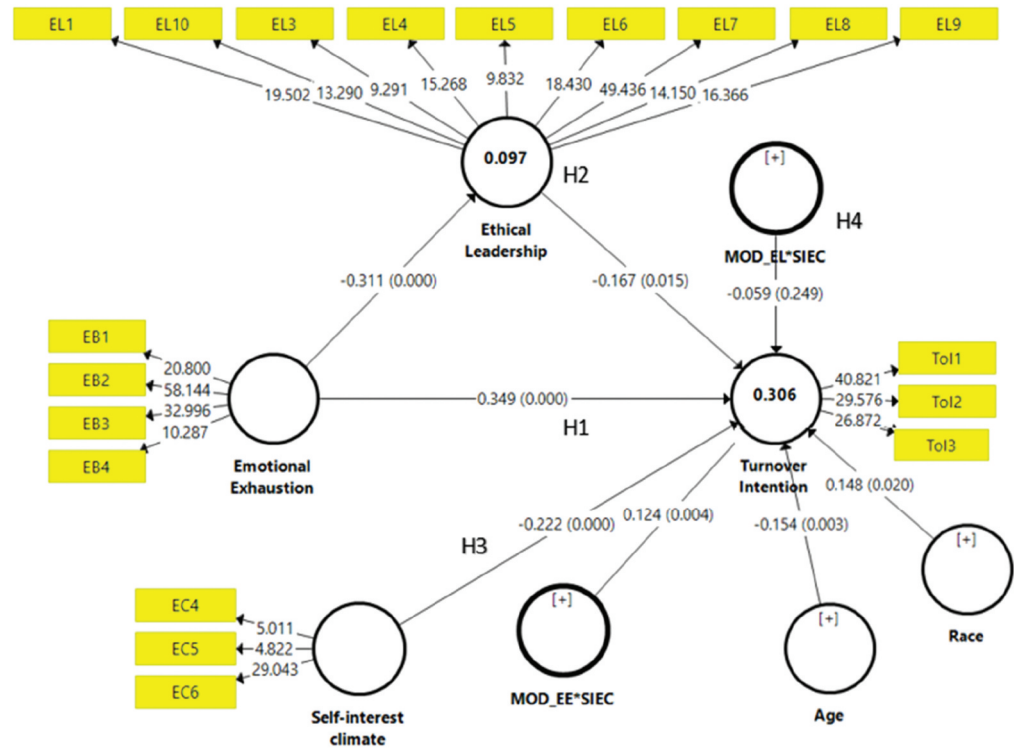 EL1 EL10 EL3 EL4 EL5 EL6 EL7 EL8 EL9
19.502 13.290 9.291 15.268 9.832 18.430 49.436 14.150 16.366
0.097
H2
Ethical
Leadership
[+]
H4
MOD_EL*SIEC
-0.311 (0.000)
-0.167 (0.015)
-0.059 (0.249)
EB1
EB2
EB3
EB4
20.800
58.144
32.996
10.287
Emotional
Exhaustion
0.349 (0.000)
H1
0.306
Turnover
Intention
40.821
29.576
26.872
ToI1
ToI2
ToI3
-0.222 (0.000)
0.124 (0.004)
-0.154 (0.003)
0.148 (0.020)
H3
EC4
EC5
EC6
5.011
4.822
29.043
Self-interest
climate
[+]
MOD_EE*SIEC
[+]
Age
[+]
Race